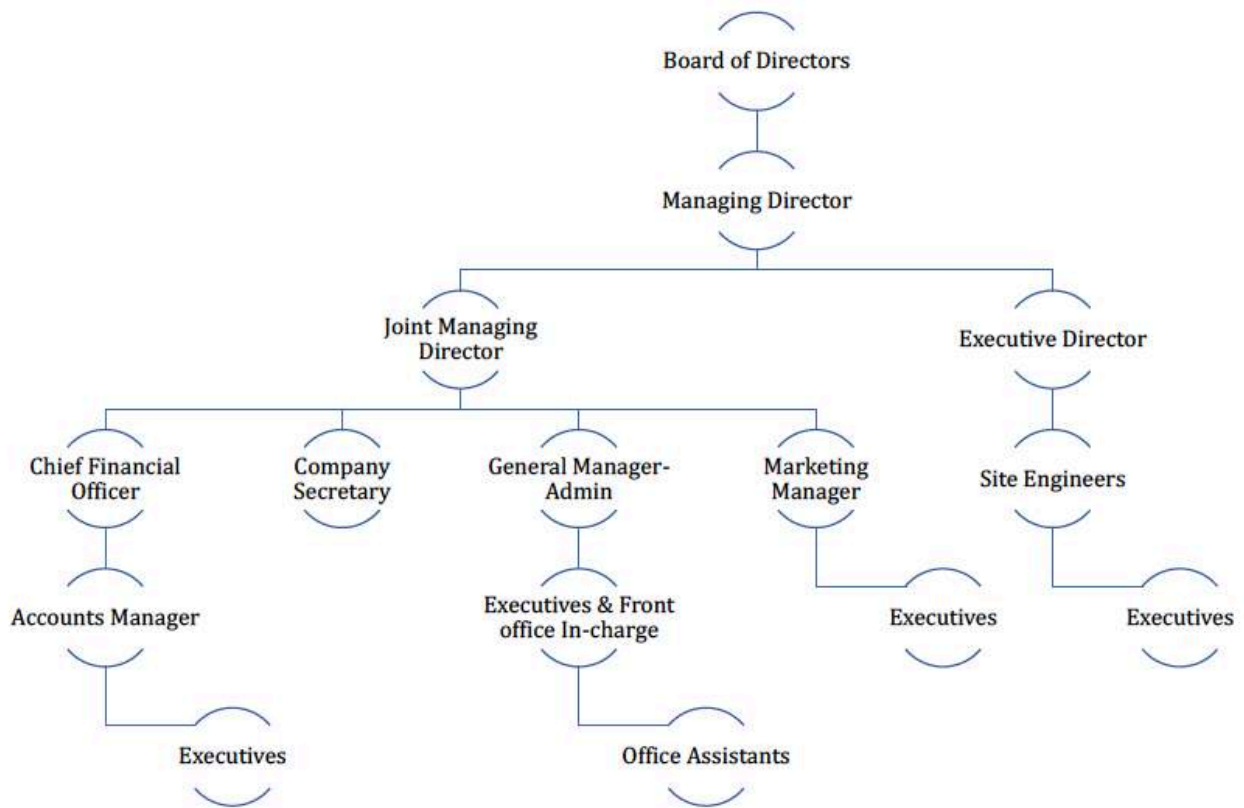 Board of Directors
Managing Director
Joint Managing
Director
Executive Director
Chief Financial
Officer
Company
Secretary
General Manager-
Admin
Marketing
Manager
Site Engineers
Accounts Manager
Executives & Front
office In-charge
Executives
Executives
Executives
Office Assistants